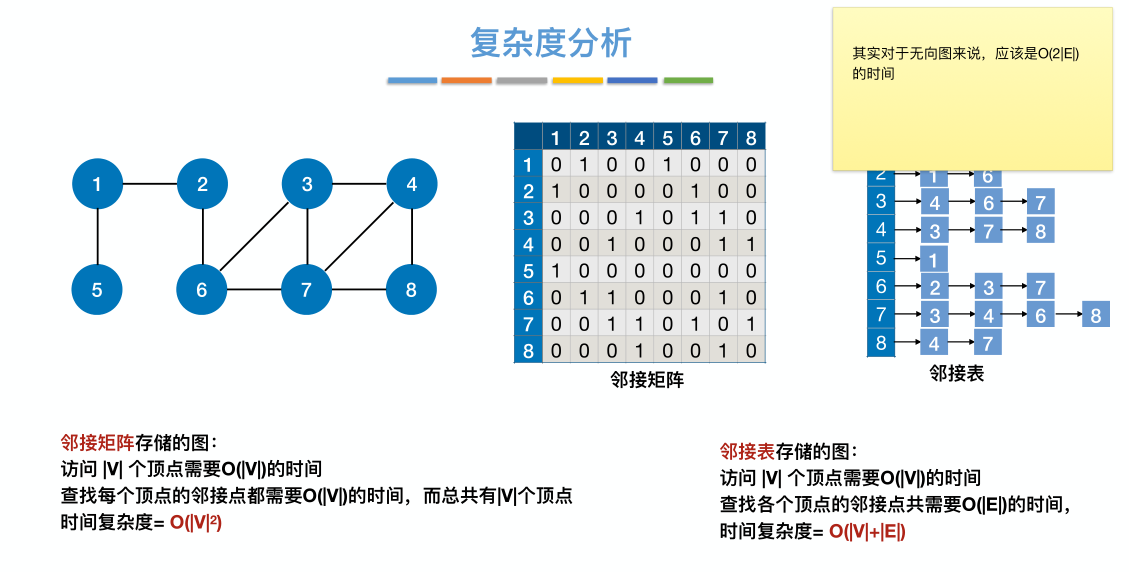 复杂度分析
其实对于无向图来说，应该是O(2|E|)
的时间
1 2 3 4
5 6 7 8
1 2 3 4 5 6 7 8
1 0 1 0 0 1 0 0 0
2 1 0 0 0 0 1 0 0
3 0 0 0 1 0 1 1 0
4 0 0 1 0 0 0 1 1
5 1 0 0 0 0 0 0 0
6 0 1 1 0 0 0 1 0
7 0 0 1 1 0 1 0 1
8 0 0 0 1 0 0 1 0
邻接矩阵
2 1 6
3 4 6 7
4 3 7 8
5 1
6 2 3 7
7 3 4 6 8
8 4 7
邻接表
邻接矩阵存储的图：
访问 |V| 个顶点需要O(|V|)的时间
查找每个顶点的邻接点都需要O(|V|)的时间，而总共有|V|个顶点
时间复杂度= O(|V|²)
邻接表存储的图：
访问 |V| 个顶点需要O(|V|)的时间
查找各个顶点的邻接点共需要O(|E|)的时间，
时间复杂度= O(|V|+|E|)